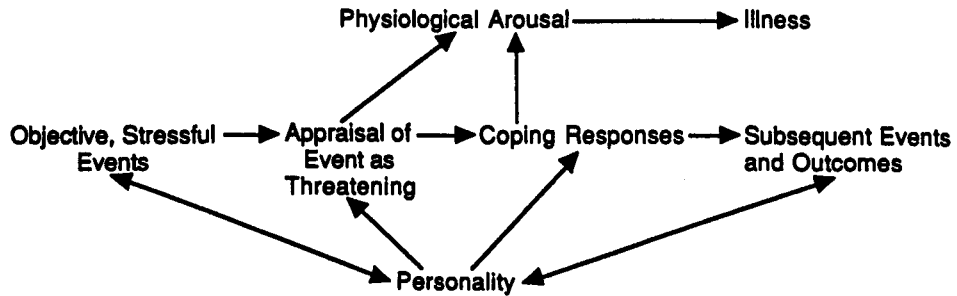 Physiological Arousal
Illness
Objective, Stressful
Events
Appraisal of
Event as
Threatening
Coping Responses
Subsequent Events
and Outcomes
Personality